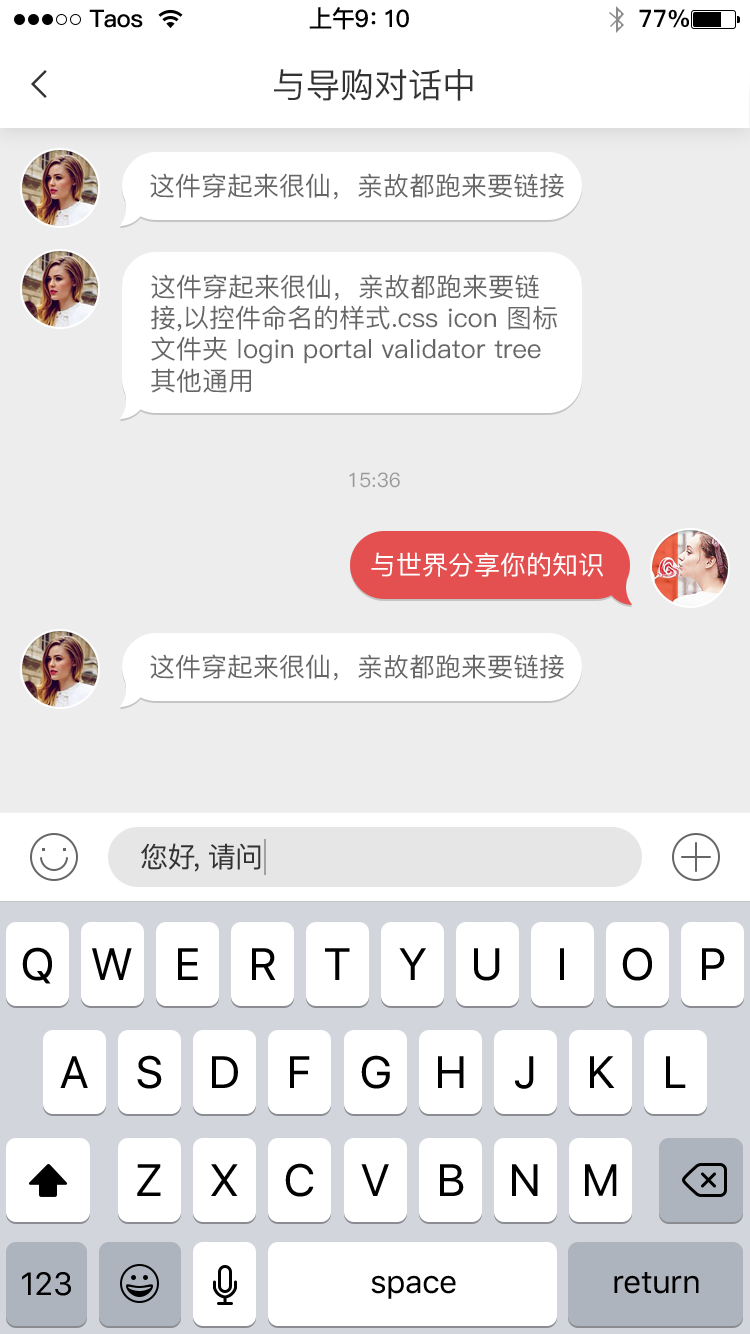 Taos 上午9: 10 77%
与导购对话中
这件穿起来很仙，亲故都跑来要链接
这件穿起来很仙，亲故都跑来要链
接,以控件命名的样式.css icon 图标
文件夹 login portal validator tree
其他通用
15:36
与世界分享你的知识
这件穿起来很仙，亲故都跑来要链接
您好, 请问
Q W E R T Y U I O P
A S D F G H J K L
Z X C V B N M
123 space return